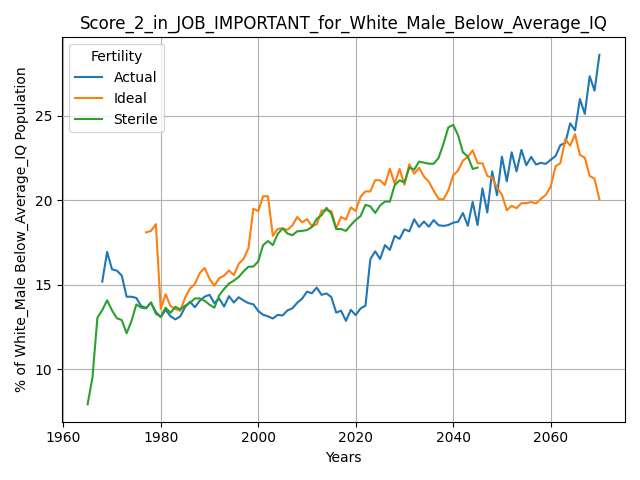 Score_2_in_JOB_IMPORTANT_for_White_Male_Below_Average_IQ
Fertility
Actual
Ideal
Sterile
% of White_Male Below_Average_IQ Population
25
20
15
10
1960
1980
2000
2020
2040
2060
Years